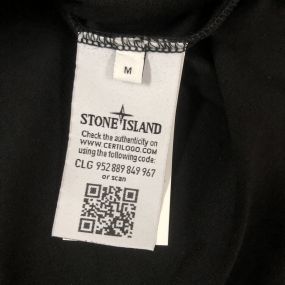 M
STONE ISLAND
Check the authenticity on
WWW.CERTILOGO.COM
using the following code:
CLG 952 889 849 967
or scan